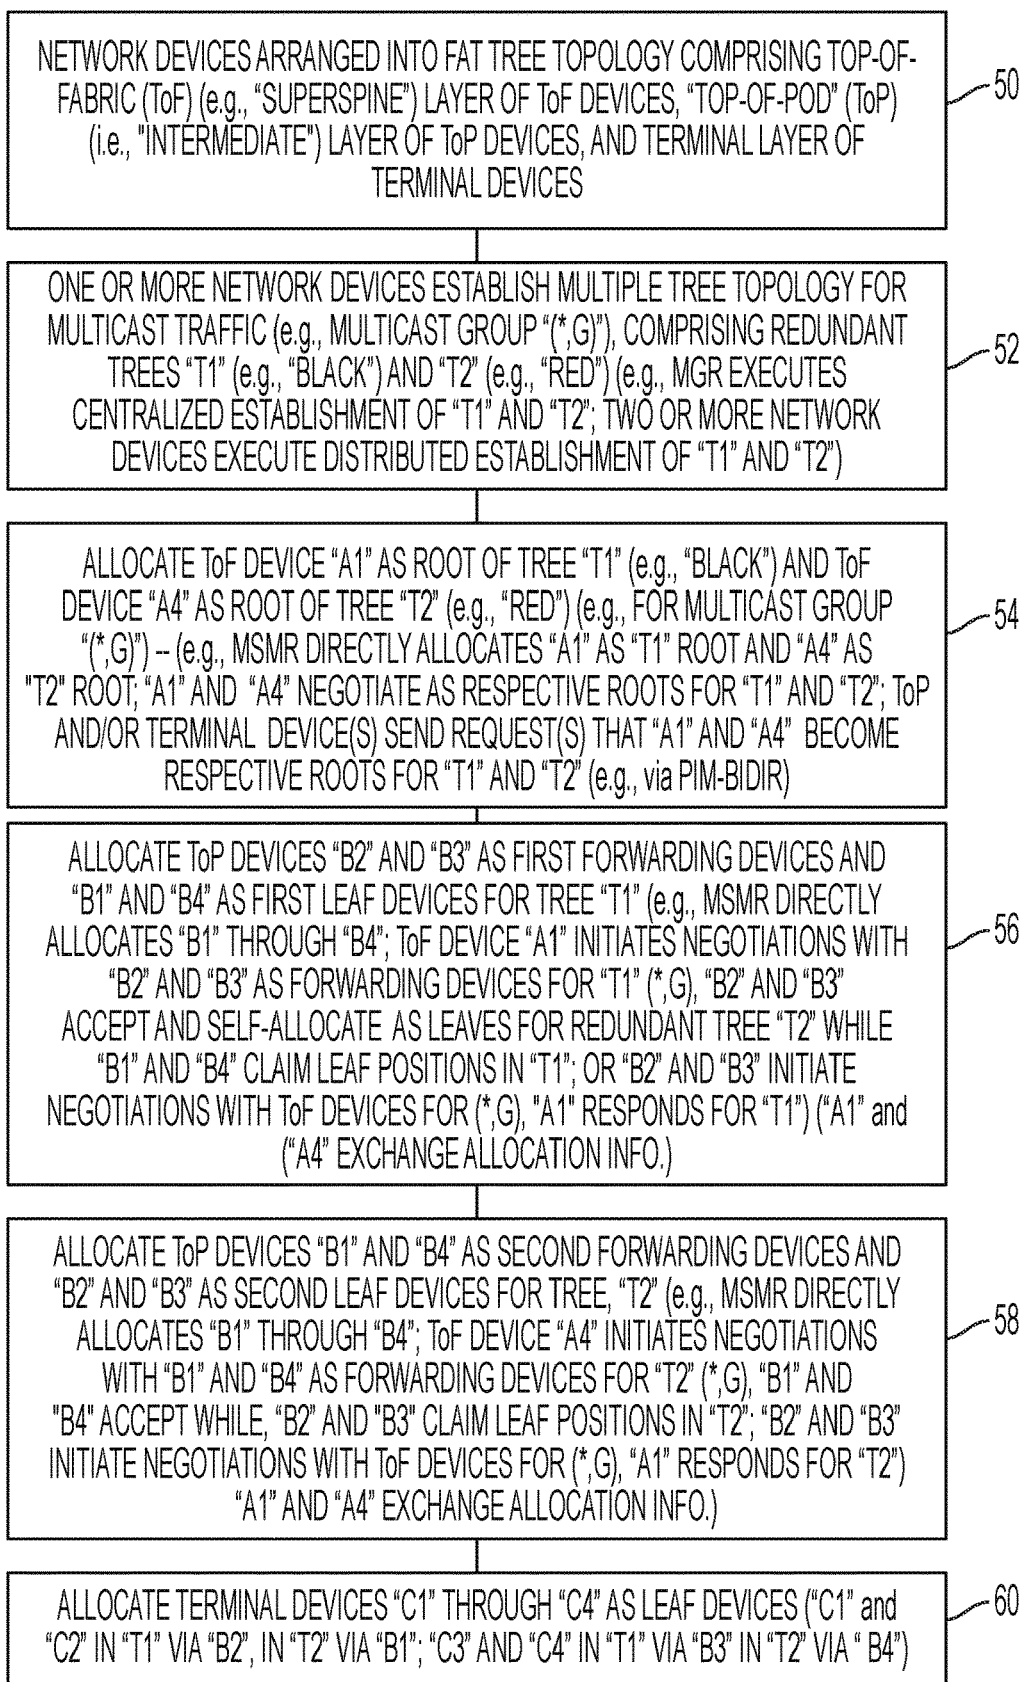 NETWORK DEVICES ARRANGED INTO FAT TREE TOPOLOGY COMPRISING TOP-OF-
FABRIC (ToF) (e.g., “SUPERSPINE”) LAYER OF ToF DEVICES, “TOP-OF-POD” (ToP)
(i.e., "INTERMEDIATE") LAYER OF ToP DEVICES, AND TERMINAL LAYER OF
TERMINAL DEVICES
50
ONE OR MORE NETWORK DEVICES ESTABLISH MULTIPLE TREE TOPOLOGY FOR
MULTICAST TRAFFIC (e.g., MULTICAST GROUP “(*,G)”), COMPRISING REDUNDANT
TREES “T1” (e.g., “BLACK”) AND “T2” (e.g., “RED”) (e.g., MGR EXECUTES
CENTRALIZED ESTABLISHMENT OF “T1” AND “T2”; TWO OR MORE NETWORK
DEVICES EXECUTE DISTRIBUTED ESTABLISHMENT OF “T1” AND “T2”)
52
ALLOCATE ToF DEVICE “A1” AS ROOT OF TREE “T1” (e.g., “BLACK”) AND ToF
DEVICE “A4” AS ROOT OF TREE “T2” (e.g., “RED”) (e.g., FOR MULTICAST GROUP
“(*,G)”) -- (e.g., MSMR DIRECTLY ALLOCATES “A1” AS “T1” ROOT AND “A4” AS
"T2" ROOT; “A1” AND “A4” NEGOTIATE AS RESPECTIVE ROOTS FOR “T1” AND “T2”; ToP
AND/OR TERMINAL DEVICE(S) SEND REQUEST(S) THAT “A1” AND “A4” BECOME
RESPECTIVE ROOTS FOR “T1” AND “T2” (e.g., via PIM-BIDIR)
54
ALLOCATE ToP DEVICES “B2” AND “B3” AS FIRST FORWARDING DEVICES AND
“B1” AND “B4” AS FIRST LEAF DEVICES FOR TREE “T1” (e.g., MSMR DIRECTLY
ALLOCATES “B1” THROUGH “B4”; ToF DEVICE “A1” INITIATES NEGOTIATIONS WITH
“B2” AND “B3” AS FORWARDING DEVICES FOR “T1” (*,G), “B2” AND “B3”
ACCEPT AND SELF-ALLOCATE AS LEAVES FOR REDUNDANT TREE “T2” WHILE
“B1” AND “B4” CLAIM LEAF POSITIONS IN “T1”; OR “B2” AND “B3” INITIATE
NEGOTIATIONS WITH ToF DEVICES FOR (*,G), "A1" RESPONDS FOR “T1”) (“A1” and
(“A4” EXCHANGE ALLOCATION INFO.)
56
ALLOCATE ToP DEVICES “B1” AND “B4” AS SECOND FORWARDING DEVICES AND
“B2” AND “B3” AS SECOND LEAF DEVICES FOR TREE, “T2” (e.g., MSMR DIRECTLY
ALLOCATES “B1” THROUGH “B4”; ToF DEVICE “A4” INITIATES NEGOTIATIONS
WITH “B1” AND “B4” AS FORWARDING DEVICES FOR “T2” (*,G), “B1” AND
"B4" ACCEPT WHILE, “B2” AND "B3" CLAIM LEAF POSITIONS IN “T2”; “B2” AND “B3”
INITIATE NEGOTIATIONS WITH ToF DEVICES FOR (*,G), “A1” RESPONDS FOR “T2”)
“A1” AND “A4” EXCHANGE ALLOCATION INFO.)
58
ALLOCATE TERMINAL DEVICES “C1” THROUGH “C4” AS LEAF DEVICES (“C1” and
“C2” IN “T1” VIA “B2”, IN “T2” VIA “B1”; “C3” AND “C4” IN “T1” VIA “B3” IN “T2” VIA “ B4”)
60